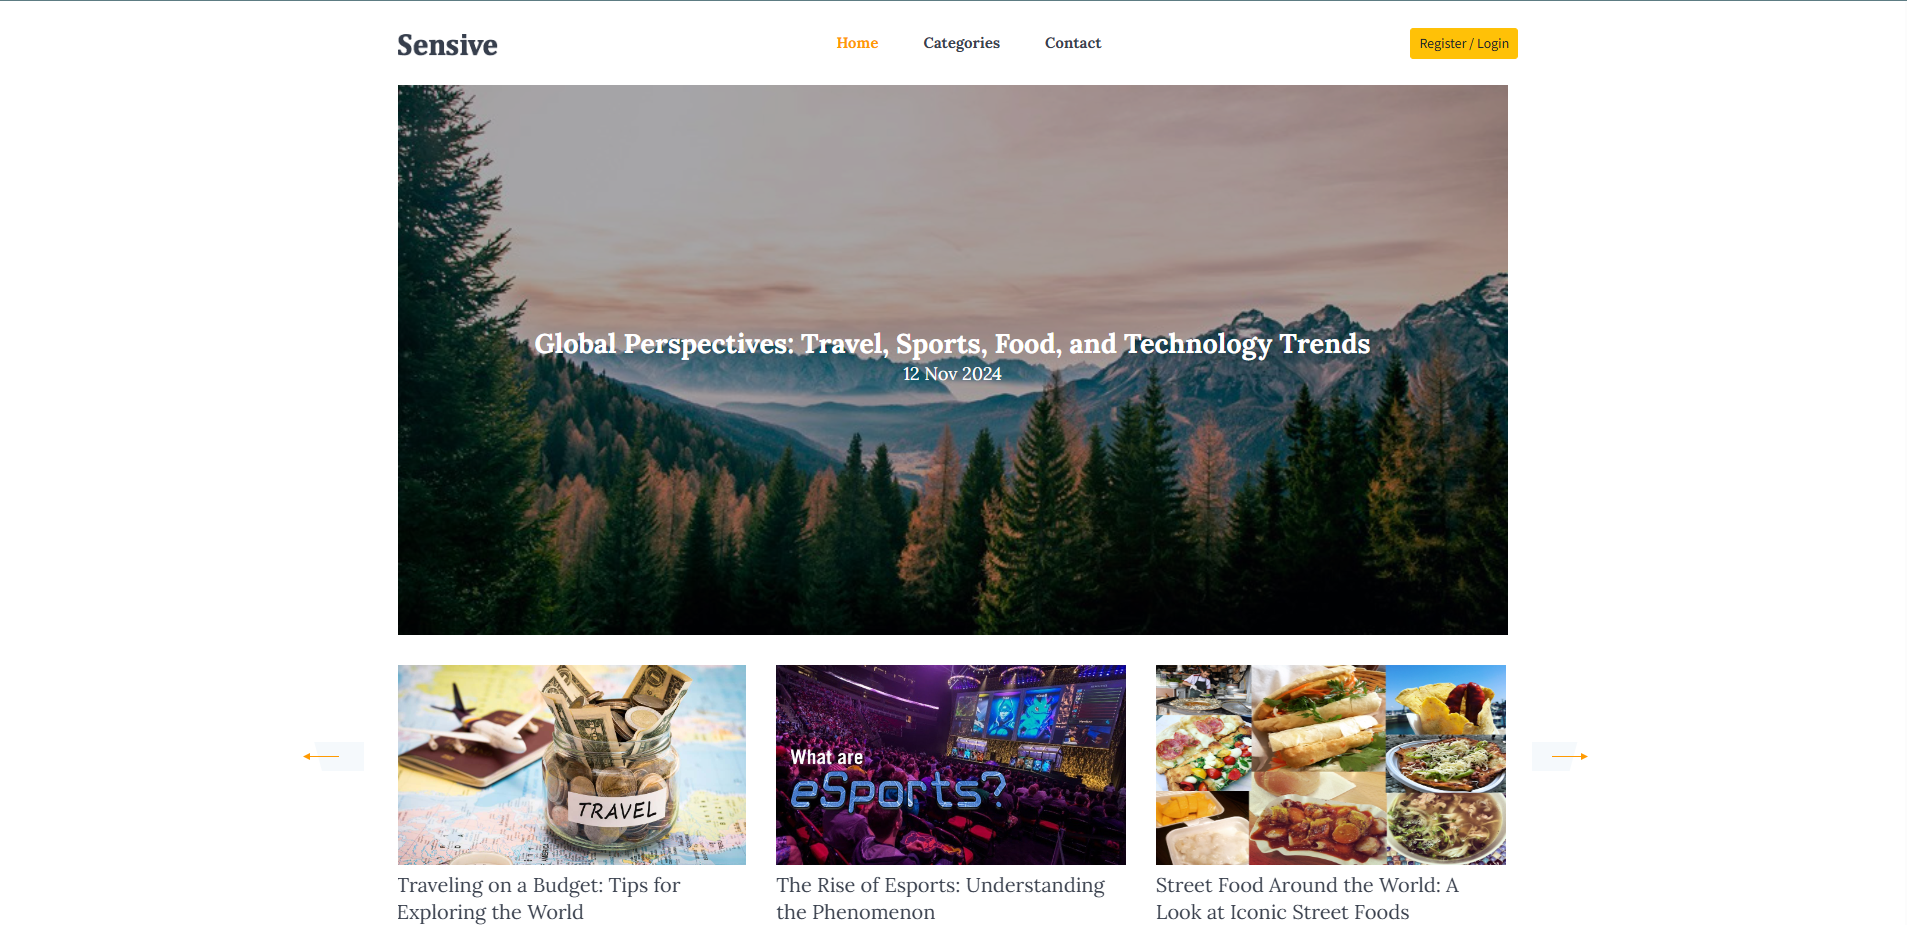 Sensive
Home
Categories
Contact
Register / Login
Global Perspectives: Travel, Sports, Food, and Technology Trends
12 Nov 2024
TRAVEL
What are
eSports?
Traveling on a Budget: Tips for
Exploring the World
The Rise of Esports: Understanding
the Phenomenon
Street Food Around the World: A
Look at Iconic Street Foods